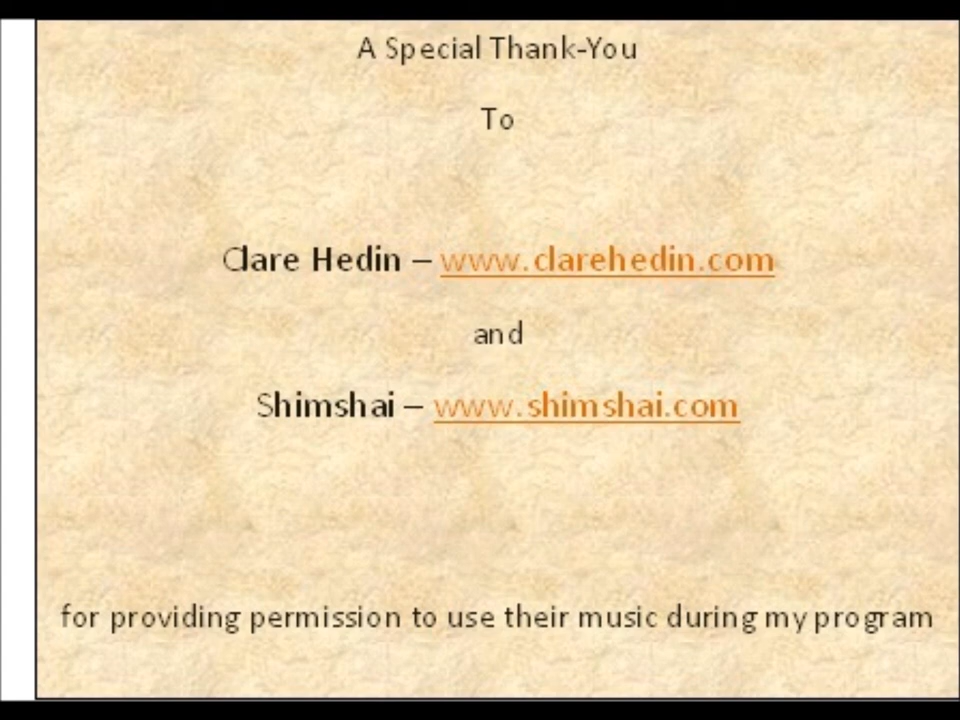 A Special Thank-You
To
Clare Hedin – www.clarehedin.com
and
Shimshai – www.shimshai.com
for providing permission to use their music during my program